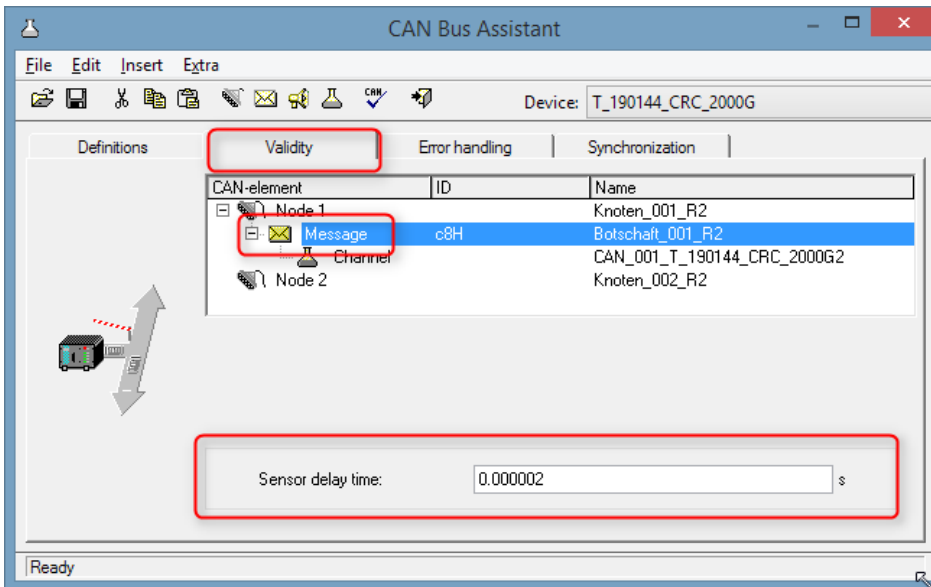 CAN Bus Assistant
File Edit Insert Extra
CAN Device: T_190144_CRC_2000G
Definitions Validity Error handling Synchronization
CAN-element ID Name
Node 1 Knoten_001_R2
Message c8H Botschaft_001_R2
Channel CAN_001_T_190144_CRC_2000G2
Node 2 Knoten_002_R2
Sensor delay time: 0.000002 s
Ready